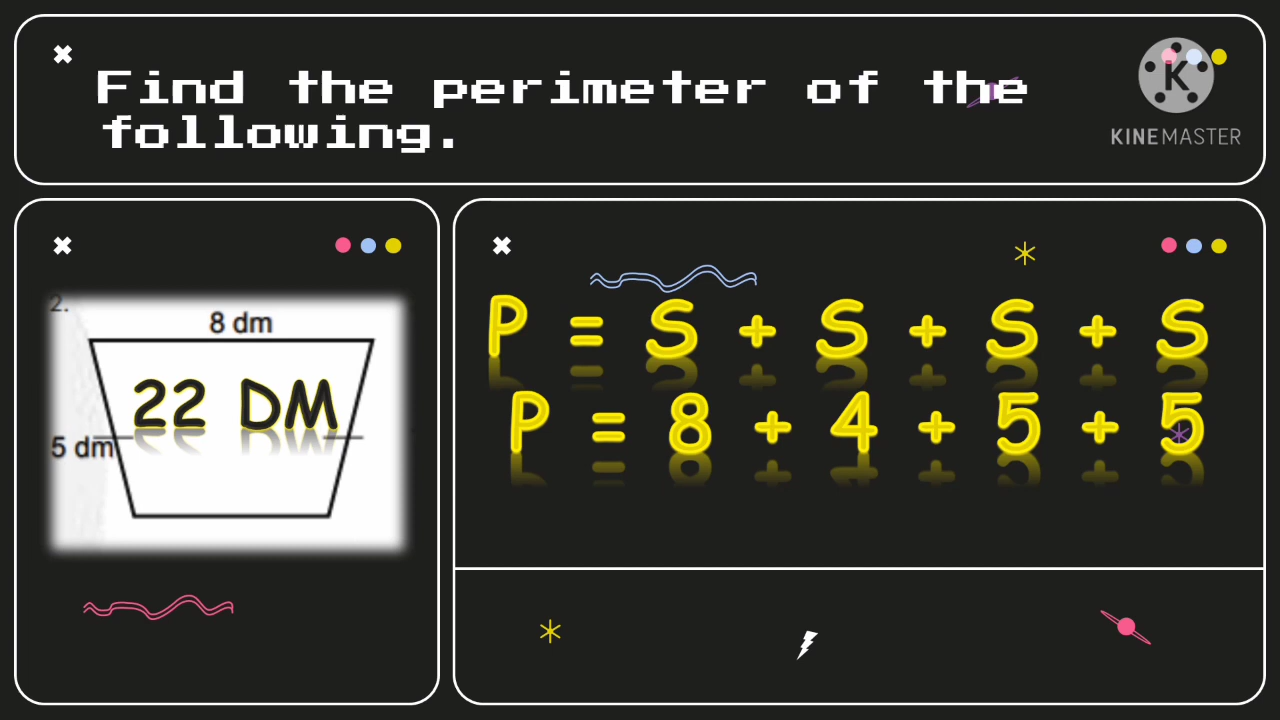 Find the perimeter of the
following.
KINEMASTER
2.
8 dm
22 DM
5 dm
P = S + S + S + S
P = 8 + 4 + 5 + 5